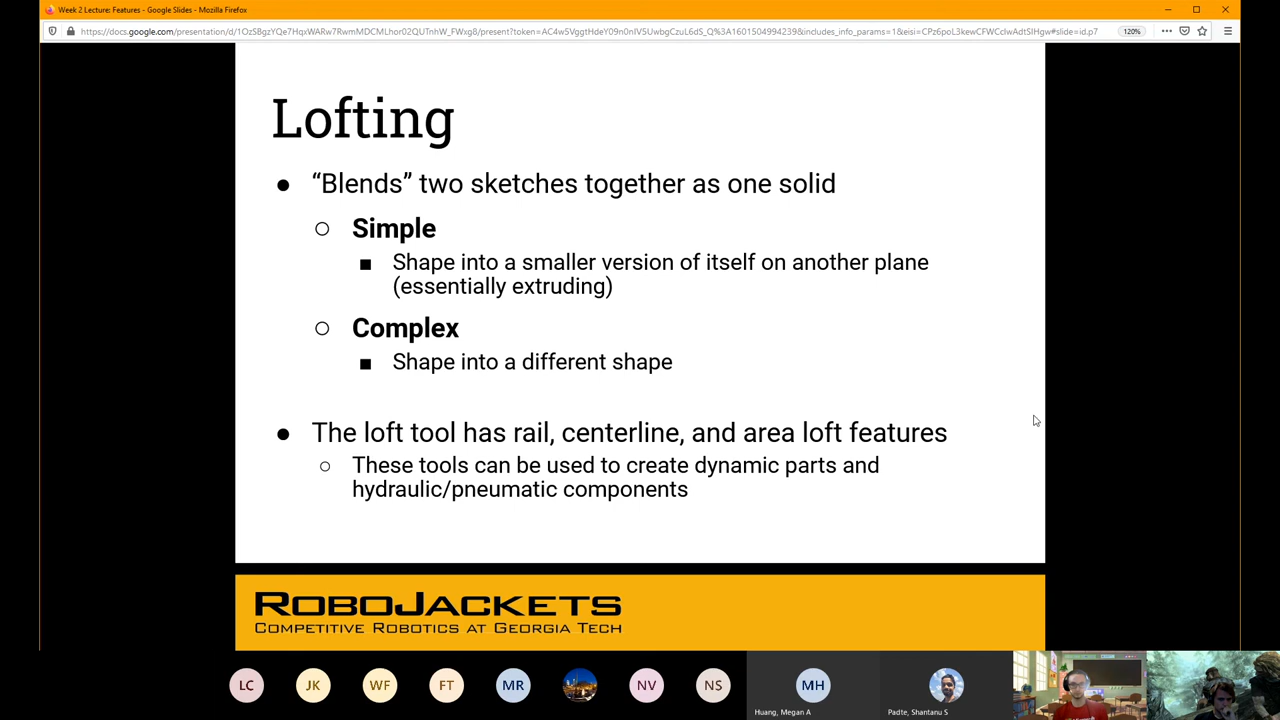 Week 2 Lecture: Features - Google Slides - Mozilla Firefox
120%
Lofting
● “Blends” two sketches together as one solid
○ Simple
■ Shape into a smaller version of itself on another plane
(essentially extruding)
○ Complex
■ Shape into a different shape
● The loft tool has rail, centerline, and area loft features
○ These tools can be used to create dynamic parts and
hydraulic/pneumatic components
ROBOJACKETS
COMPETITIVE ROBOTICS AT GEORGIA TECH
LC JK WF FT MR NV NS MH
Huang, Megan A
Padte, Shantanu S